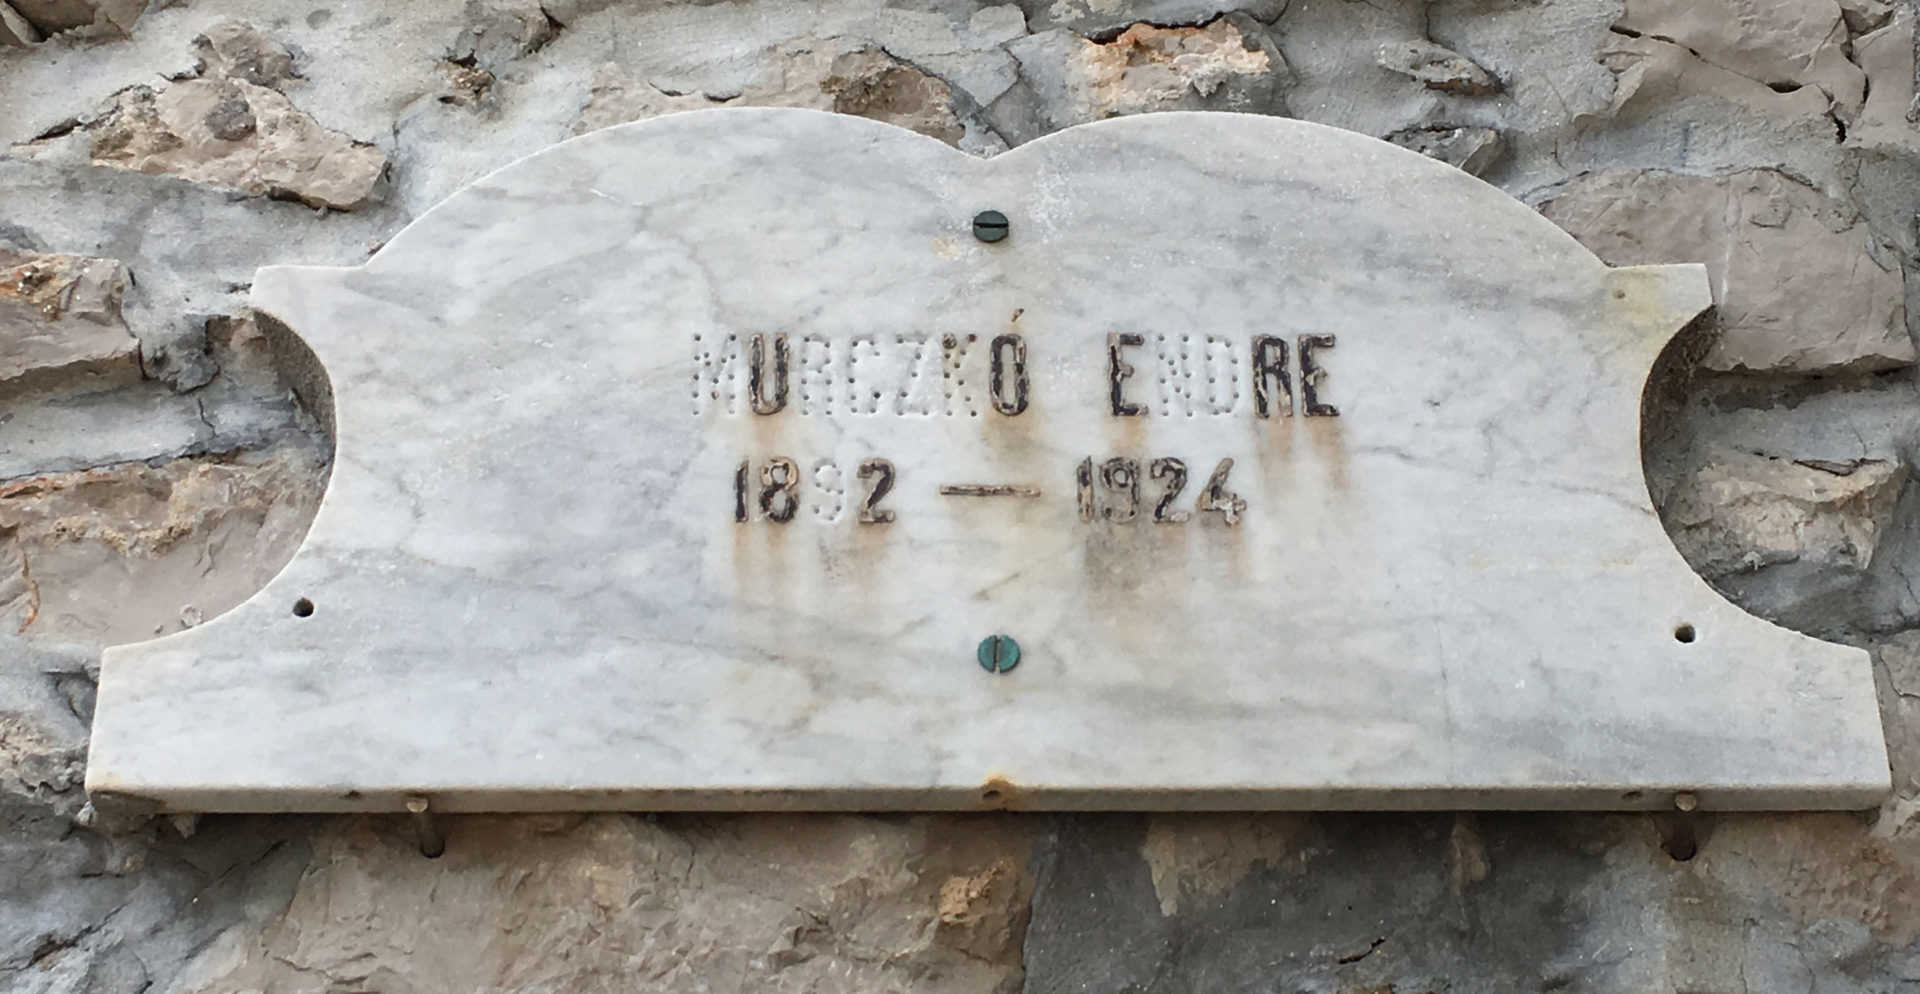 MURCZKÓ ENDRE
1892 — 1924